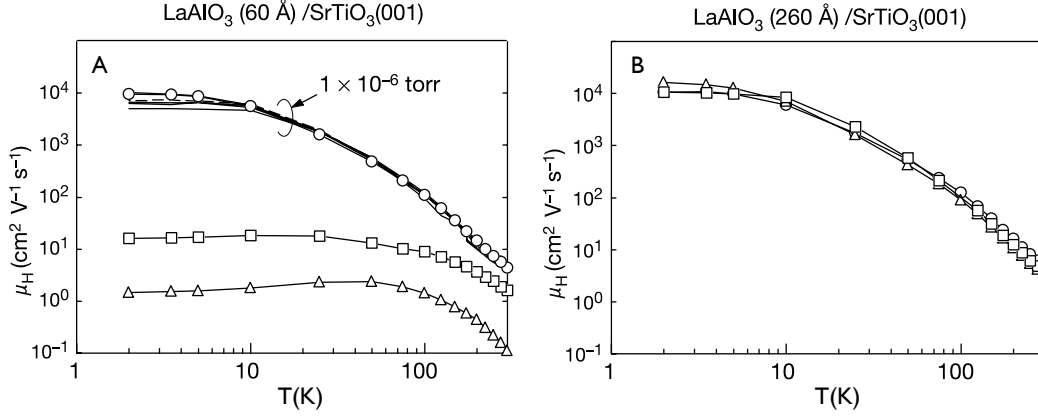 LaAlO₃ (60 Å) /SrTiO₃(001)
A
1 × 10⁻⁶ torr
10⁴
10³
10²
10¹
10⁰
10⁻¹
μ_H (cm² V⁻¹ s⁻¹)
1
10
100
T(K)
LaAlO₃ (260 Å) /SrTiO₃(001)
B
10⁴
10³
10²
10¹
10⁰
10⁻¹
μ_H (cm² V⁻¹ s⁻¹)
1
10
100
T(K)